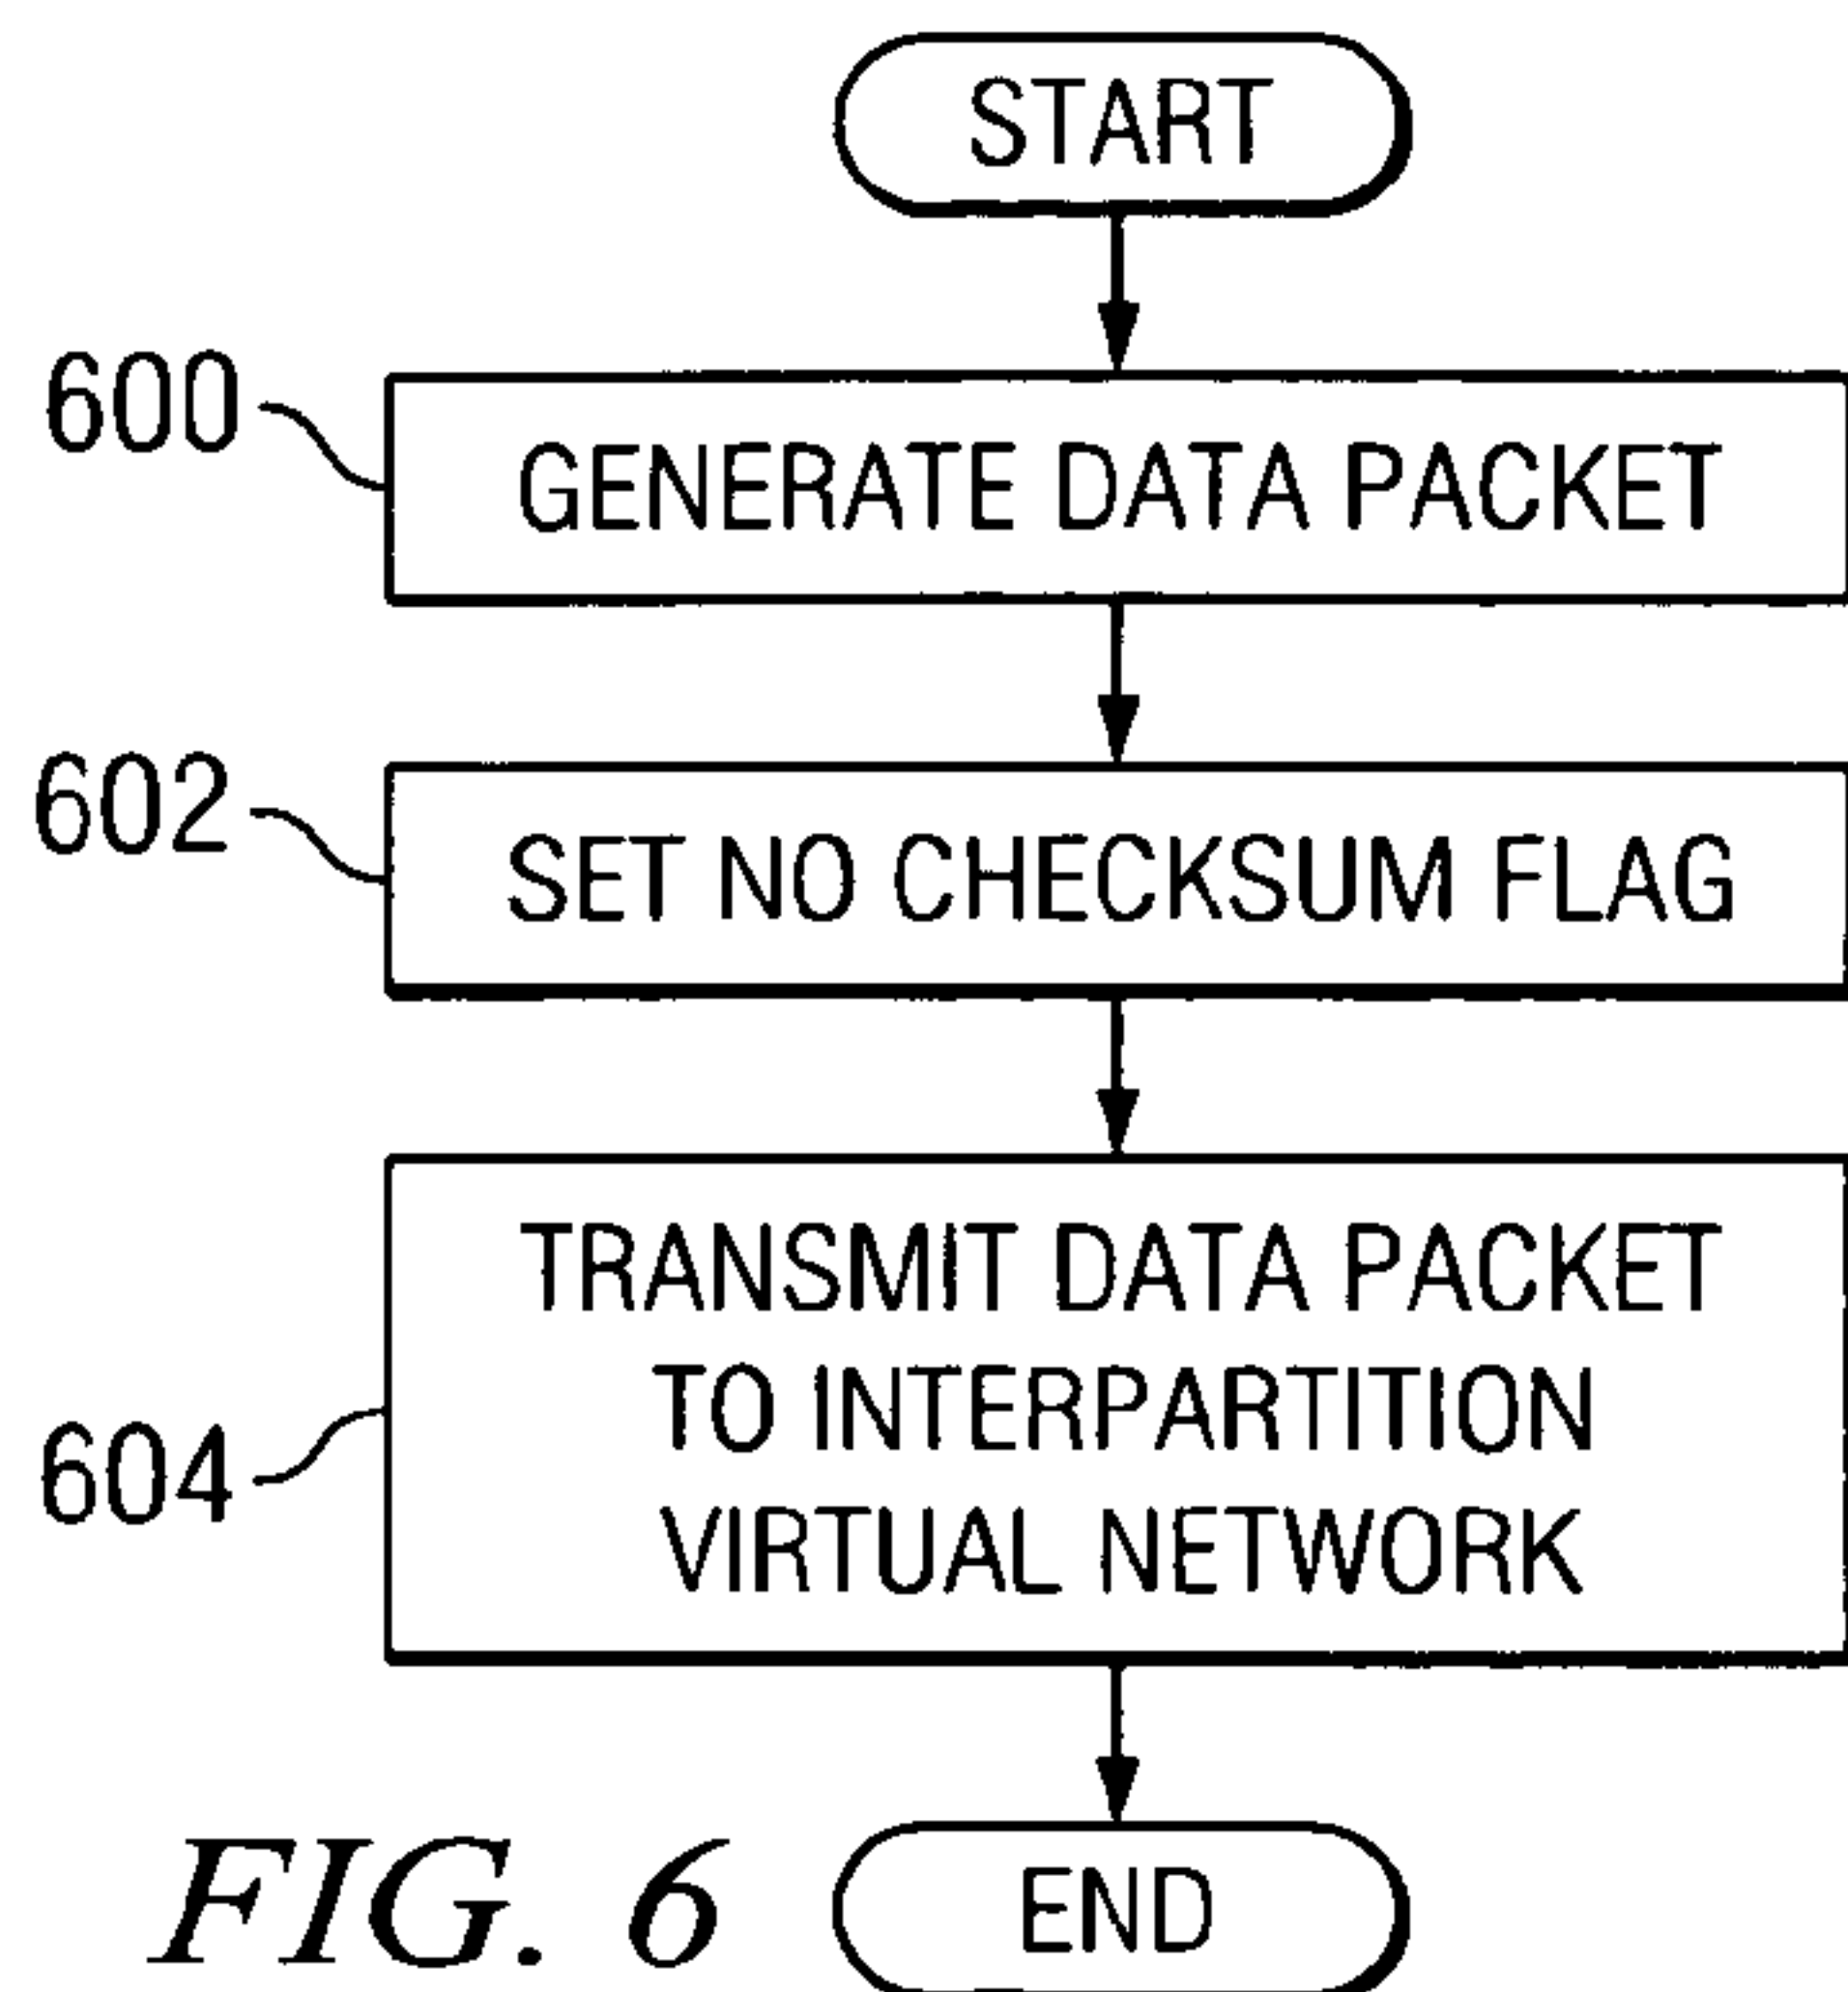 START
600
GENERATE DATA PACKET
602
SET NO CHECKSUM FLAG
604
TRANSMIT DATA PACKET
TO INTERPARTITION
VIRTUAL NETWORK
FIG. 6
END